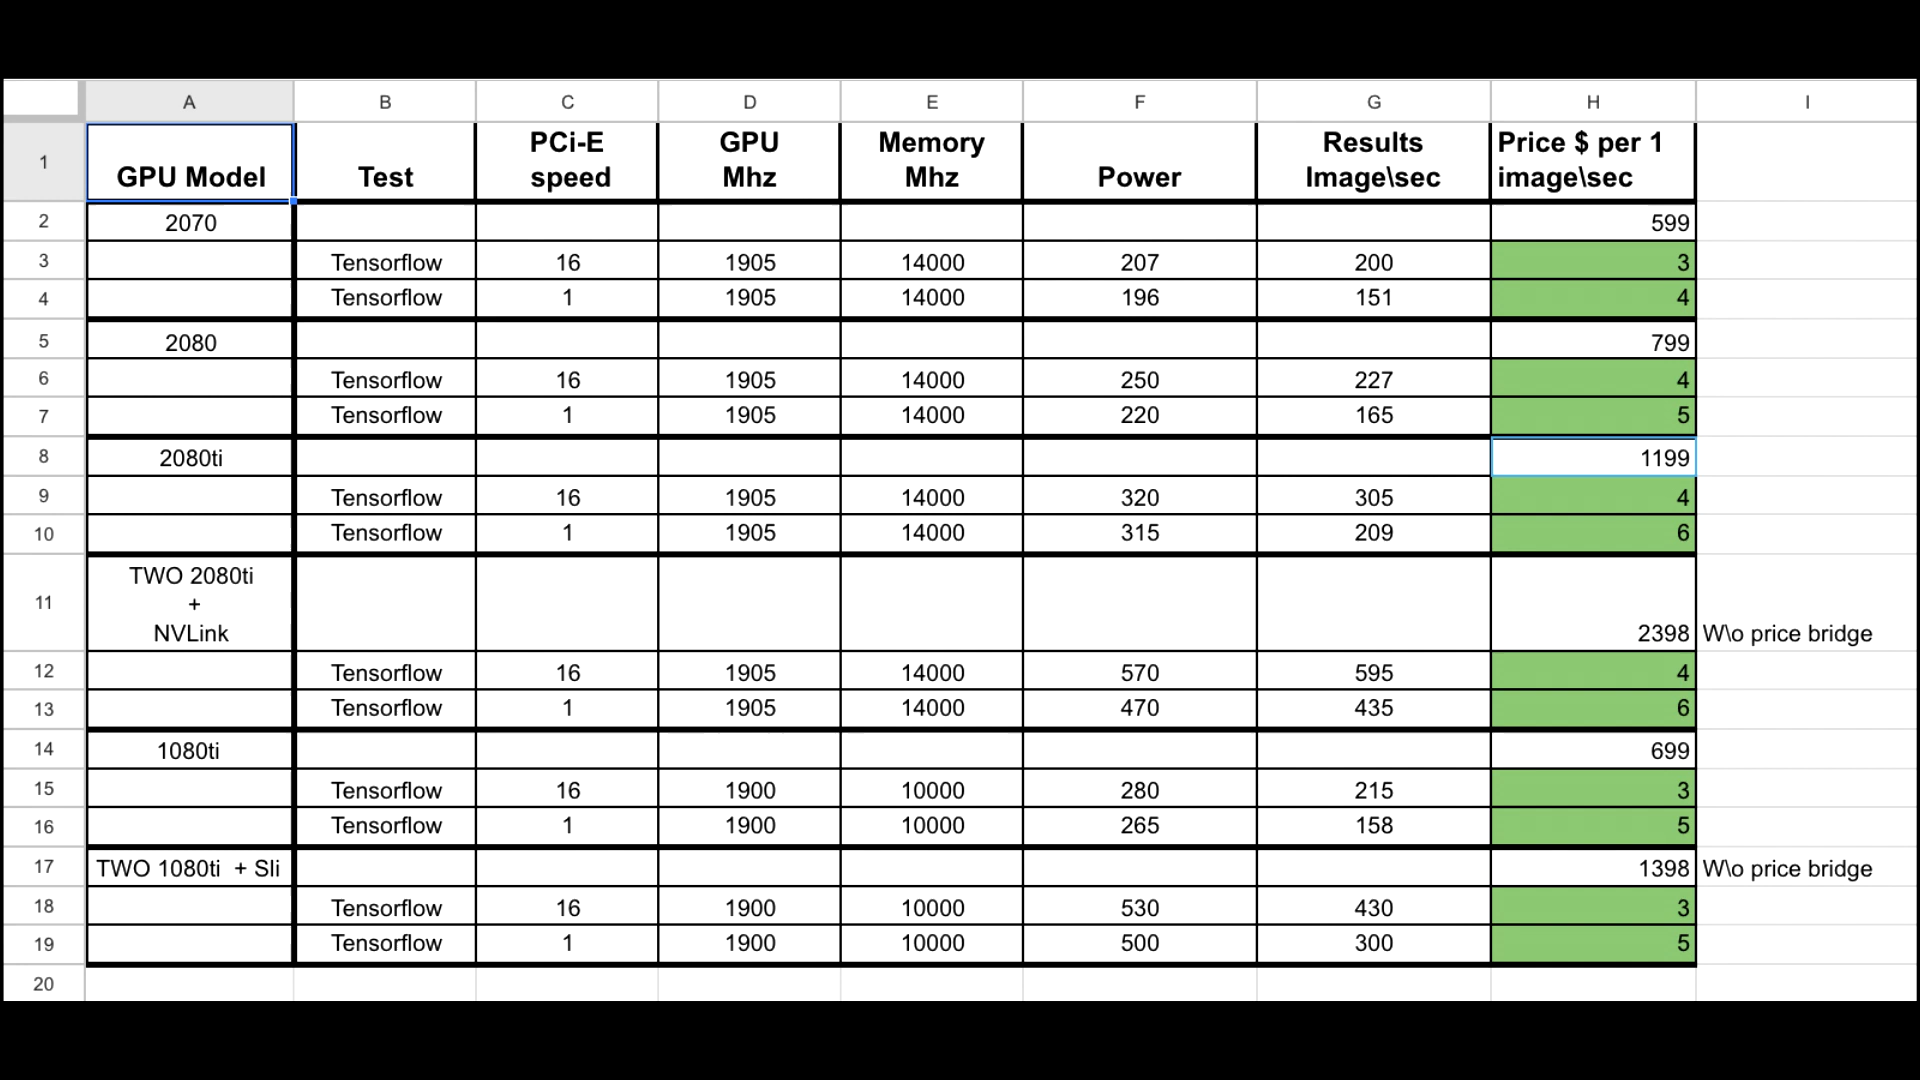 A B C D E F G H I
1 GPU Model Test PCi-E speed GPU Mhz Memory Mhz Power Results Image\sec Price $ per 1 image\sec
2 2070 599
3 Tensorflow 16 1905 14000 207 200 3
4 Tensorflow 1 1905 14000 196 151 4
5 2080 799
6 Tensorflow 16 1905 14000 250 227 4
7 Tensorflow 1 1905 14000 220 165 5
8 2080ti 1199
9 Tensorflow 16 1905 14000 320 305 4
10 Tensorflow 1 1905 14000 315 209 6
11 TWO 2080ti + NVLink 2398 W\o price bridge
12 Tensorflow 16 1905 14000 570 595 4
13 Tensorflow 1 1905 14000 470 435 6
14 1080ti 699
15 Tensorflow 16 1900 10000 280 215 3
16 Tensorflow 1 1900 10000 265 158 5
17 TWO 1080ti + Sli 1398 W\o price bridge
18 Tensorflow 16 1900 10000 530 430 3
19 Tensorflow 1 1900 10000 500 300 5
20